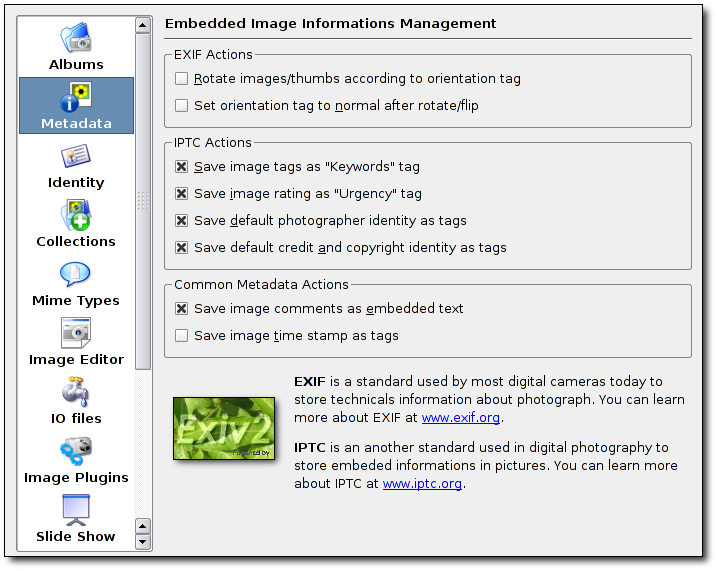 Albums
Metadata
Identity
Collections
Mime Types
Image Editor
IO files
Image Plugins
Slide Show
Embedded Image Informations Management
EXIF Actions
Rotate images/thumbs according to orientation tag
Set orientation tag to normal after rotate/flip
IPTC Actions
Save image tags as "Keywords" tag
Save image rating as "Urgency" tag
Save default photographer identity as tags
Save default credit and copyright identity as tags
Common Metadata Actions
Save image comments as embedded text
Save image time stamp as tags
Exiv2
Powered by
EXIF is a standard used by most digital cameras today to
store technicals information about photograph. You can learn
more about EXIF at www.exif.org.
IPTC is an another standard used in digital photography to
store embeded informations in pictures. You can learn more
about IPTC at www.iptc.org.